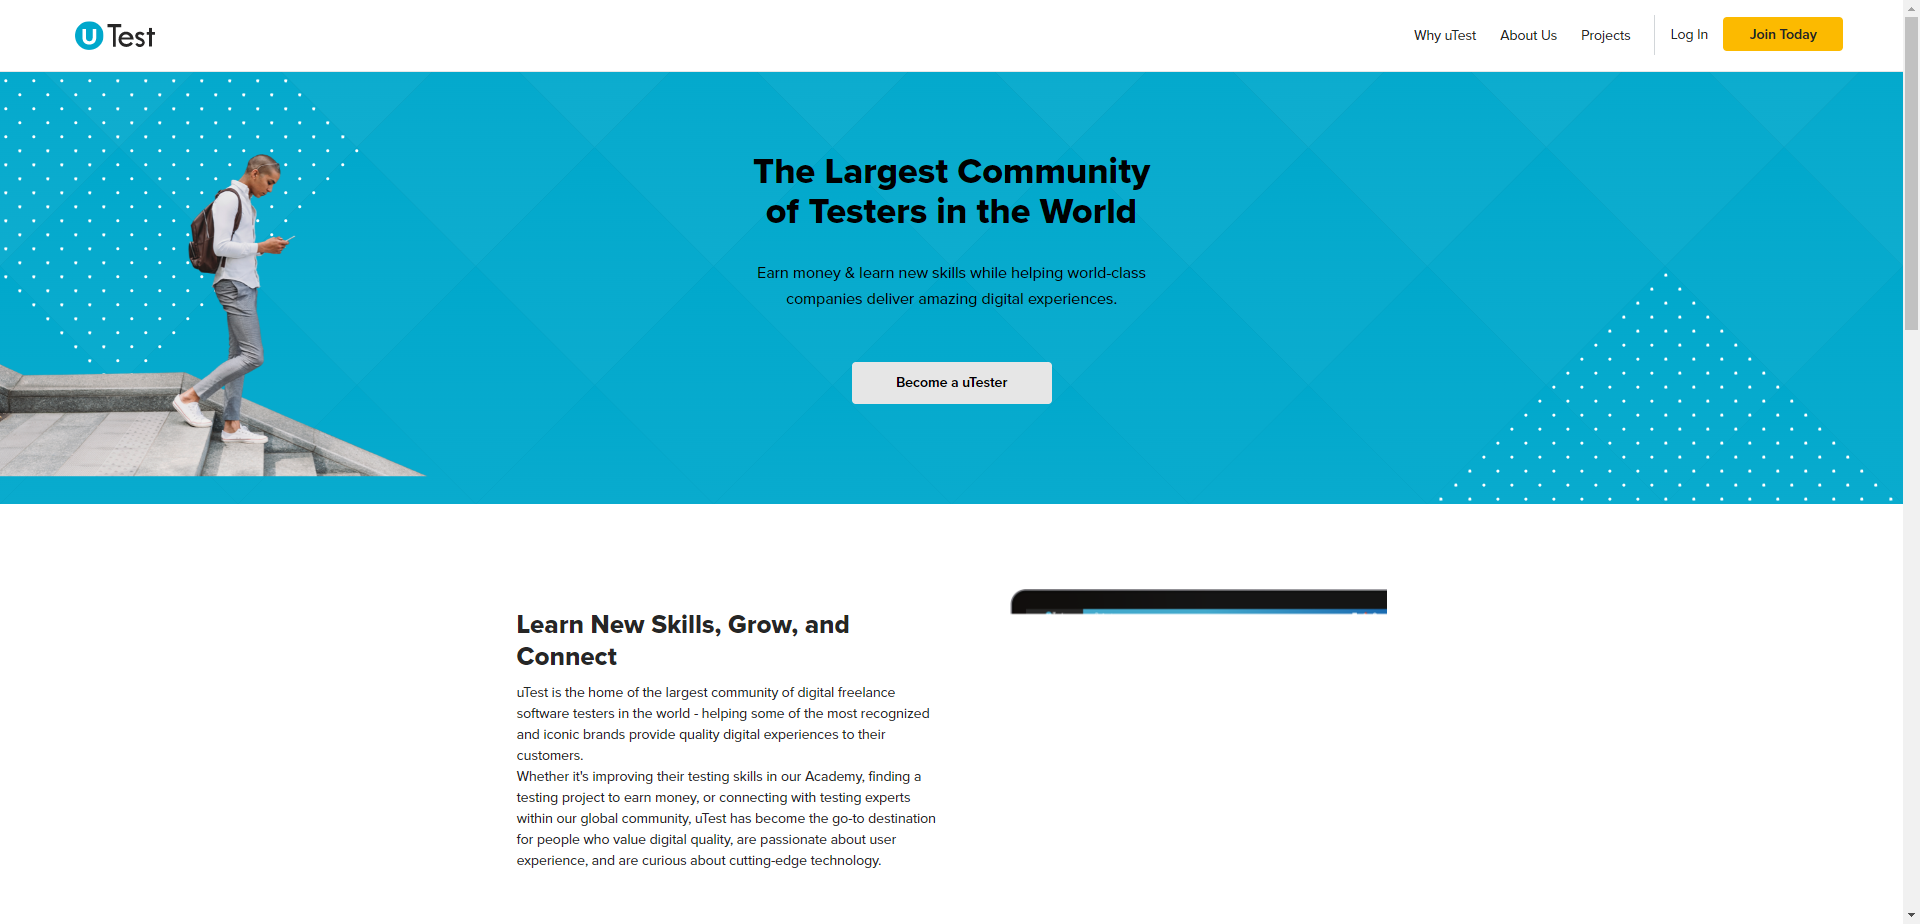 uTest
Why uTest
About Us
Projects
Log In
Join Today
The Largest Community
of Testers in the World
Earn money & learn new skills while helping world-class
companies deliver amazing digital experiences.
Become a uTester
Learn New Skills, Grow, and
Connect
uTest is the home of the largest community of digital freelance
software testers in the world - helping some of the most recognized
and iconic brands provide quality digital experiences to their
customers.
Whether it's improving their testing skills in our Academy, finding a
testing project to earn money, or connecting with testing experts
within our global community, uTest has become the go-to destination
for people who value digital quality, are passionate about user
experience, and are curious about cutting-edge technology.